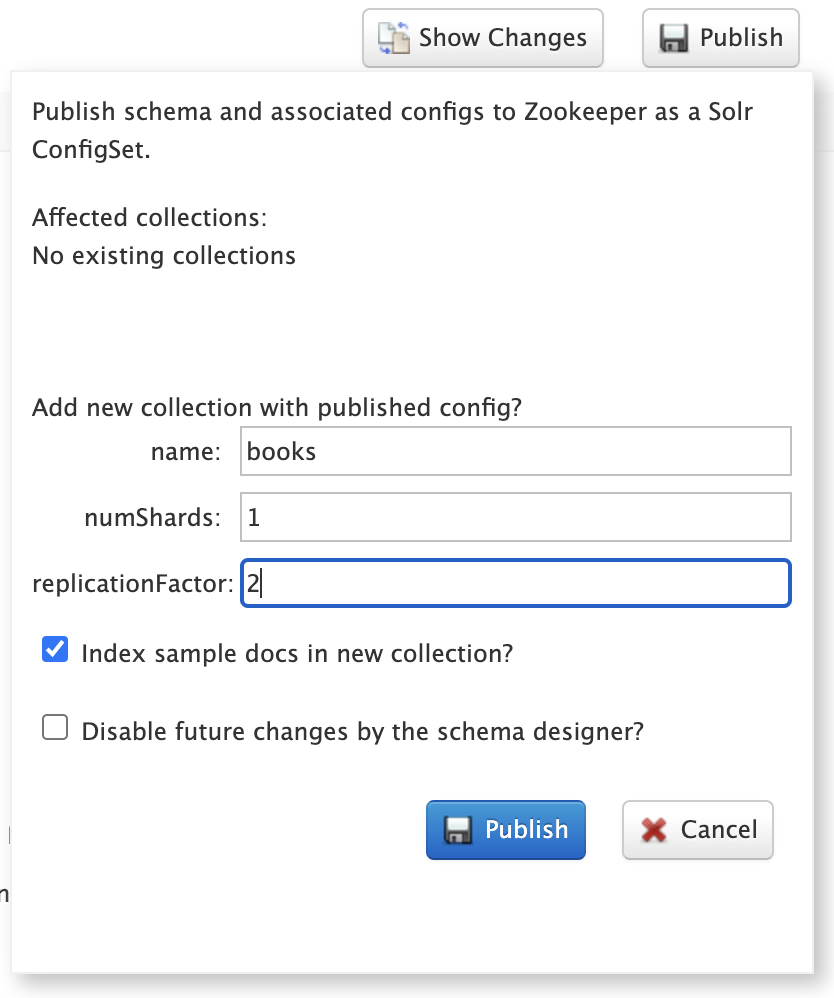 Show Changes
Publish
Publish schema and associated configs to Zookeeper as a Solr
ConfigSet.
Affected collections:
No existing collections
Add new collection with published config?
name: books
numShards: 1
replicationFactor: 2
Index sample docs in new collection?
Disable future changes by the schema designer?
Publish
Cancel